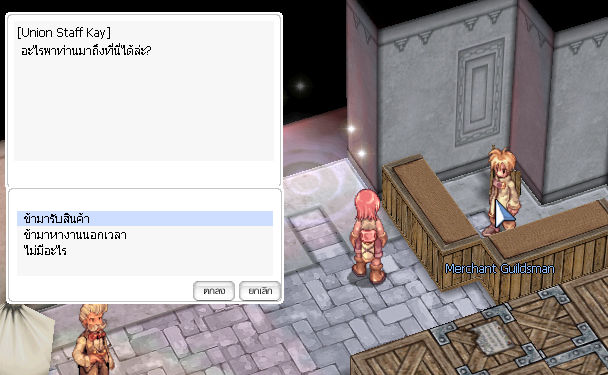 [Union Staff Kay]
อะไรพาท่านมาถึงที่นี่ได้ล่ะ?
ข้ามารับสินค้า
ข้ามาหางานนอกเวลา
ไม่มีอะไร
ตกลง
ยกเลิก
Merchant Guildsman